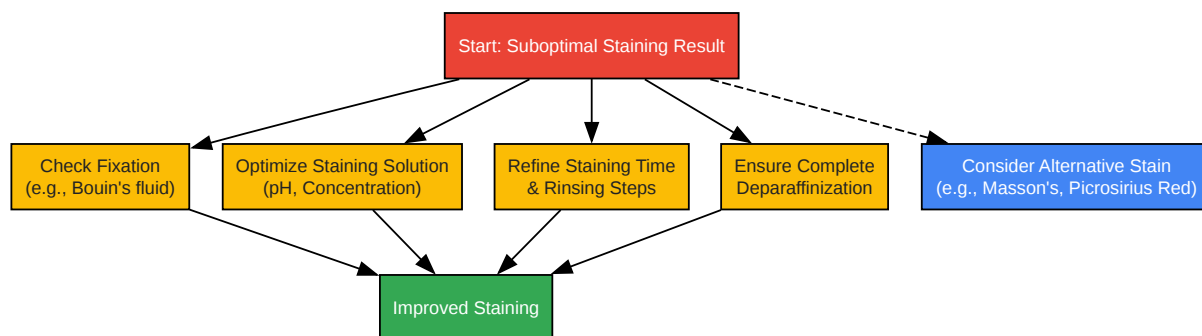 Start: Suboptimal Staining Result
Check Fixation
(e.g., Bouin's fluid)
Optimize Staining Solution
(pH, Concentration)
Refine Staining Time
& Rinsing Steps
Ensure Complete
Deparaffinization
Consider Alternative Stain
(e.g., Masson's, Picrosirius Red)
Improved Staining